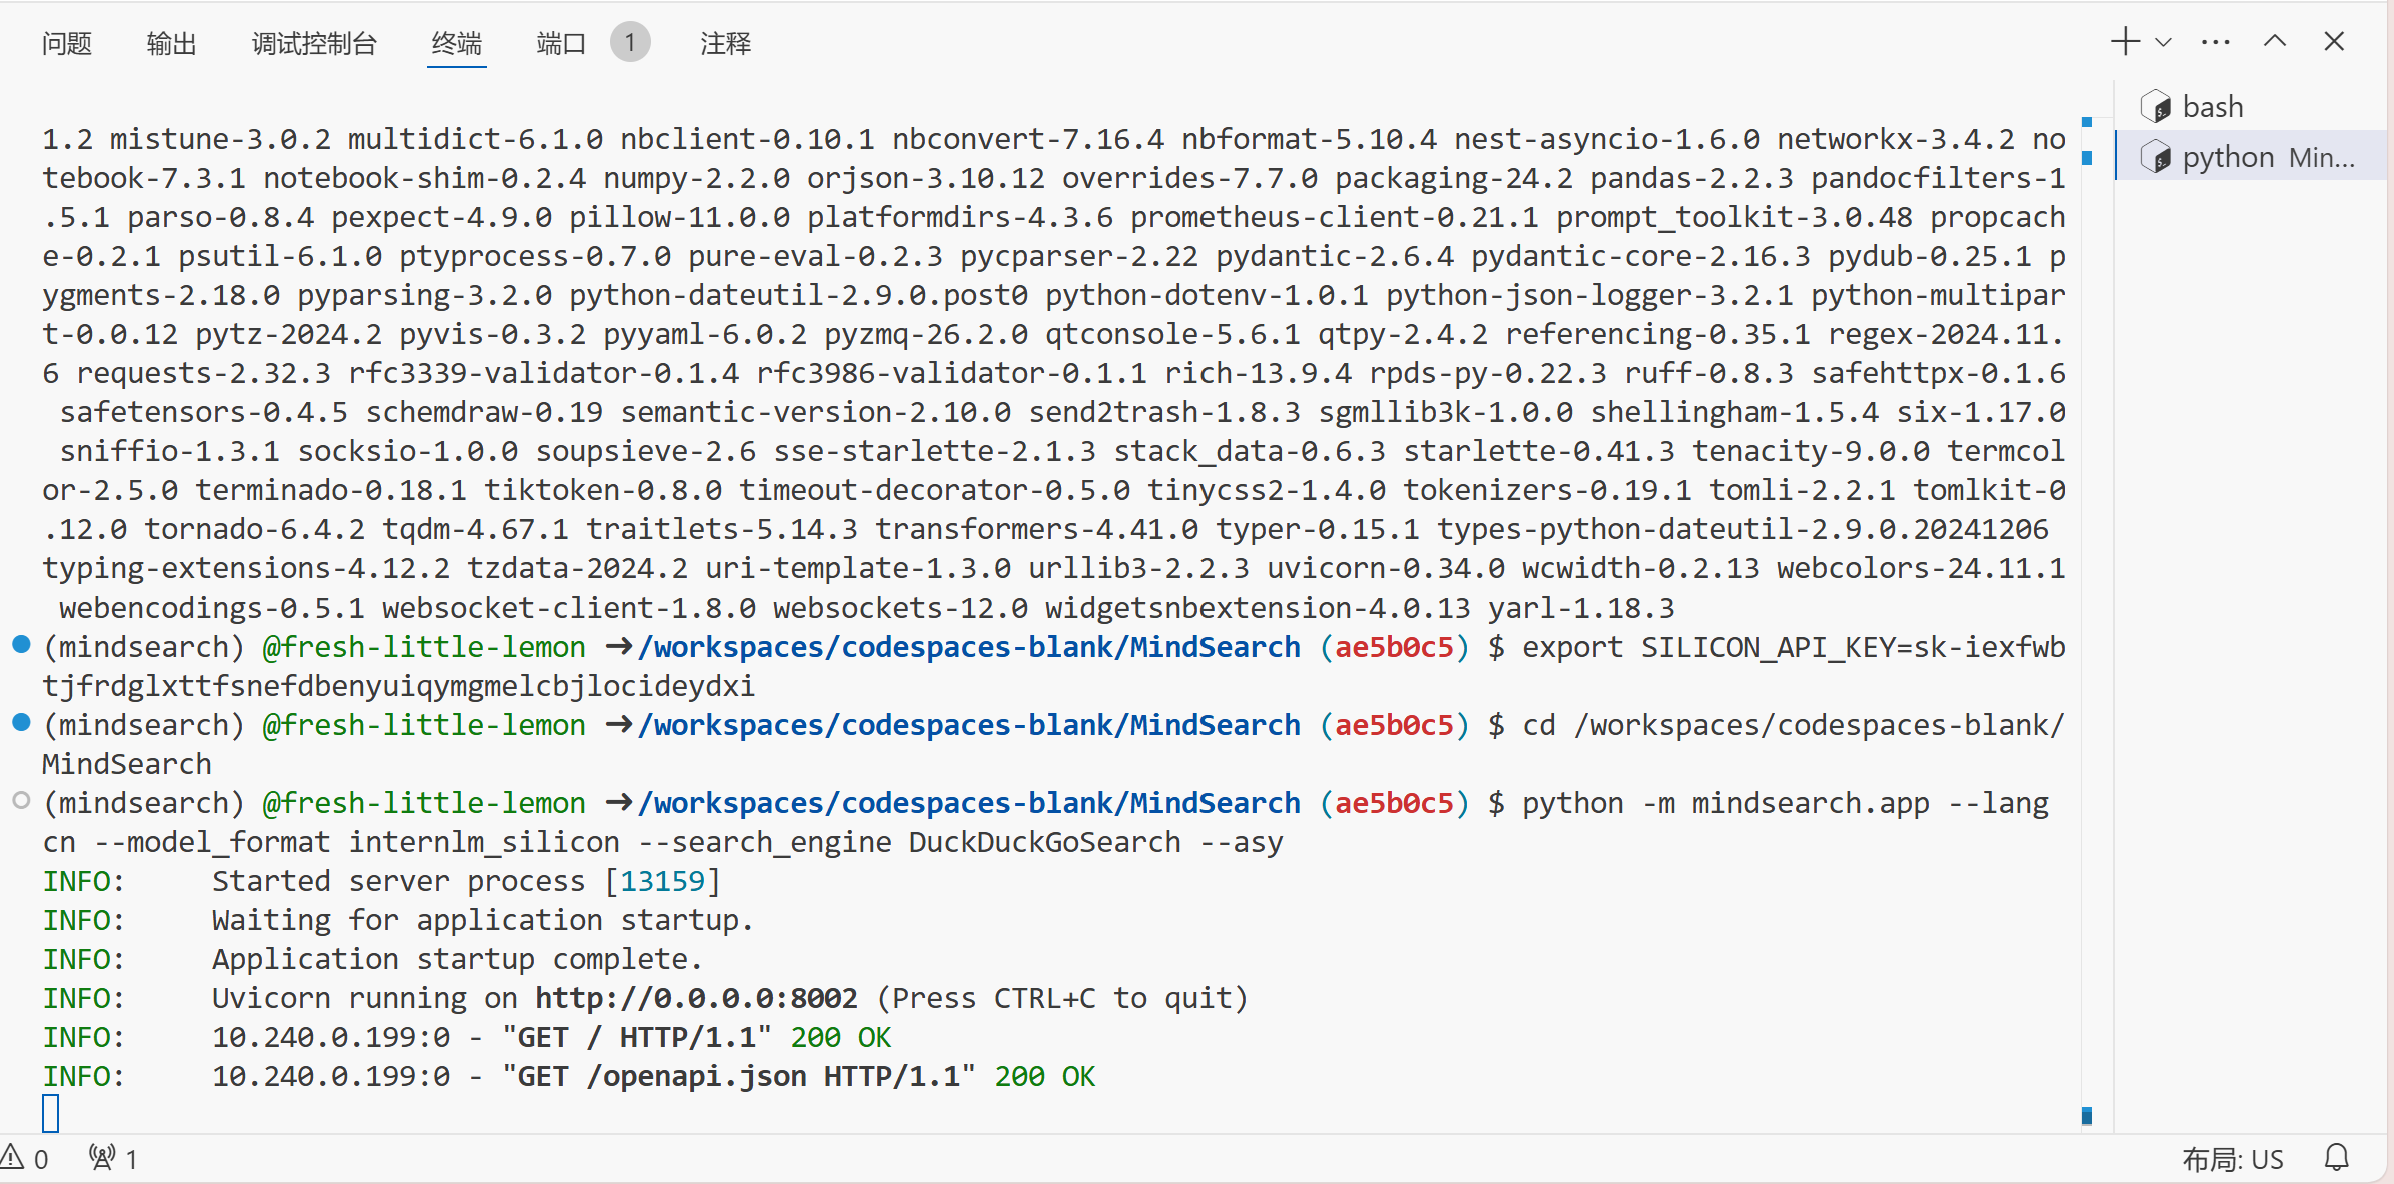 问题 输出 调试控制台 终端 端口 1 注释
bash
python Min...
1.2 mistune-3.0.2 multidict-6.1.0 nbclient-0.10.1 nbconvert-7.16.4 nbformat-5.10.4 nest-asyncio-1.6.0 networkx-3.4.2 no
tebook-7.3.1 notebook-shim-0.2.4 numpy-2.2.0 orjson-3.10.12 overrides-7.7.0 packaging-24.2 pandas-2.2.3 pandocfilters-1
.5.1 parso-0.8.4 pexpect-4.9.0 pillow-11.0.0 platformdirs-4.3.6 prometheus-client-0.21.1 prompt_toolkit-3.0.48 propcach
e-0.2.1 psutil-6.1.0 ptyprocess-0.7.0 pure-eval-0.2.3 pycparser-2.22 pydantic-2.6.4 pydantic-core-2.16.3 pydub-0.25.1 p
ygments-2.18.0 pyparsing-3.2.0 python-dateutil-2.9.0.post0 python-dotenv-1.0.1 python-json-logger-3.2.1 python-multipar
t-0.0.12 pytz-2024.2 pyvis-0.3.2 pyyaml-6.0.2 pyzmq-26.2.0 qtconsole-5.6.1 qtpy-2.4.2 referencing-0.35.1 regex-2024.11.
6 requests-2.32.3 rfc3339-validator-0.1.4 rfc3986-validator-0.1.1 rich-13.9.4 rpds-py-0.22.3 ruff-0.8.3 safehttpx-0.1.6
safetensors-0.4.5 schemdraw-0.19 semantic-version-2.10.0 send2trash-1.8.3 sgmllib3k-1.0.0 shellingham-1.5.4 six-1.17.0
sniffio-1.3.1 socksio-1.0.0 soupsieve-2.6 sse-starlette-2.1.3 stack_data-0.6.3 starlette-0.41.3 tenacity-9.0.0 termcol
or-2.5.0 terminado-0.18.1 tiktoken-0.8.0 timeout-decorator-0.5.0 tinycss2-1.4.0 tokenizers-0.19.1 tomli-2.2.1 tomlkit-0
.12.0 tornado-6.4.2 tqdm-4.67.1 traitlets-5.14.3 transformers-4.41.0 typer-0.15.1 types-python-dateutil-2.9.0.20241206
typing-extensions-4.12.2 tzdata-2024.2 uri-template-1.3.0 urllib3-2.2.3 uvicorn-0.34.0 wcwidth-0.2.13 webcolors-24.11.1
webencodings-0.5.1 websocket-client-1.8.0 websockets-12.0 widgetsnbextension-4.0.13 yarl-1.18.3
(mindsearch) @fresh-little-lemon ➜/workspaces/codespaces-blank/MindSearch (ae5b0c5) $ export SILICON_API_KEY=sk-iexfwb
tjfrdglxttfsnefdbenyuiqymgmelcbjlocideydxi
(mindsearch) @fresh-little-lemon ➜/workspaces/codespaces-blank/MindSearch (ae5b0c5) $ cd /workspaces/codespaces-blank/
MindSearch
(mindsearch) @fresh-little-lemon ➜/workspaces/codespaces-blank/MindSearch (ae5b0c5) $ python -m mindsearch.app --lang
cn --model_format internlm_silicon --search_engine DuckDuckGoSearch --asy
INFO: Started server process [13159]
INFO: Waiting for application startup.
INFO: Application startup complete.
INFO: Uvicorn running on http://0.0.0.0:8002 (Press CTRL+C to quit)
INFO: 10.240.0.199:0 - "GET / HTTP/1.1" 200 OK
INFO: 10.240.0.199:0 - "GET /openapi.json HTTP/1.1" 200 OK
0 1 布局: US